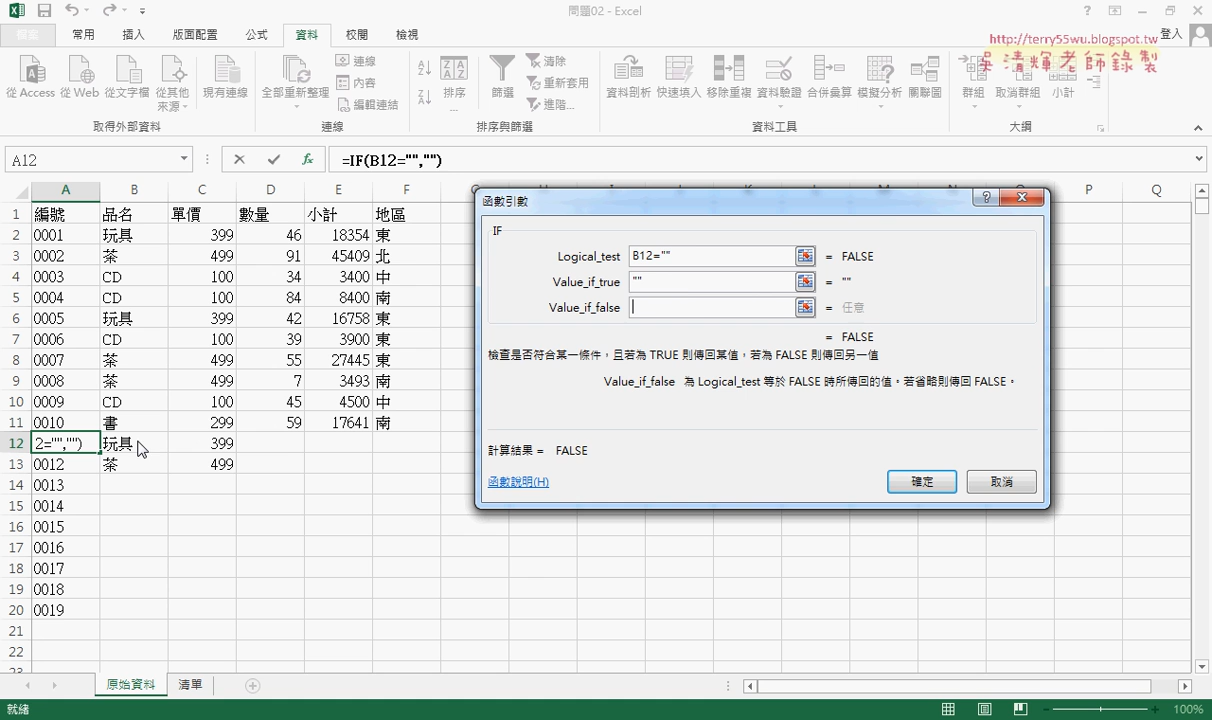 問題02 - Excel
http://terry55wu.blogspot.tw
登入
吳清輝老師錄製
常用 插入 版面配置 公式 資料 校閱 檢視
從 Access 從 Web 從文字檔 從其他來源 現有連線 全部重新整理 連線 內容 編輯連結 排序... 篩選 清除 重新套用 進階... 資料剖析 快速填入 移除重複 資料驗證 合併彙算 模擬分析 關聯圖 群組 取消群組 小計
取得外部資料 連線 排序與篩選 資料工具 大綱
A12 fx =IF(B12="","")
A B C D E F P Q
1 編號 品名 單價 數量 小計 地區
2 0001 玩具 399 46 18354 東
3 0002 茶 499 91 45409 北
4 0003 CD 100 34 3400 中
5 0004 CD 100 84 8400 南
6 0005 玩具 399 42 16758 東
7 0006 CD 100 39 3900 東
8 0007 茶 499 55 27445 東
9 0008 茶 499 7 3493 南
10 0009 CD 100 45 4500 中
11 0010 書 299 59 17641 南
12 2="","") 玩具 399
13 0012 茶 499
14 0013
15 0014
16 0015
17 0016
18 0017
19 0018
20 0019
21
22
23
函數引數
IF
Logical_test B12="" = FALSE
Value_if_true "" = ""
Value_if_false = 任意
= FALSE
檢查是否符合某一條件，且若為 TRUE 則傳回某值，若為 FALSE 則傳回另一值
Value_if_false 為 Logical_test 等於 FALSE 時所傳回的值。若省略則傳回 FALSE。
計算結果 = FALSE
函數說明(H)
確定 取消
原始資料 清單
就緒
100%